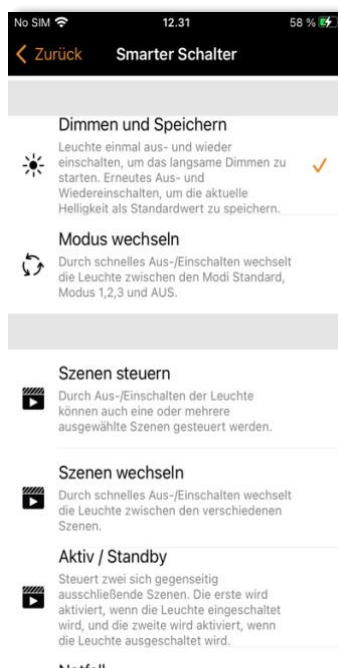 No SIM 12.31 58 %
Zurück Smarter Schalter
Dimmen und Speichern
Leuchte einmal aus- und wieder
einschalten, um das langsame Dimmen zu
starten. Erneutes Aus- und
Wiedereinschalten, um die aktuelle
Helligkeit als Standardwert zu speichern.
Modus wechseln
Durch schnelles Aus-/Einschalten wechselt
die Leuchte zwischen den Modi Standard,
Modus 1,2,3 und AUS.
Szenen steuern
Durch Aus-/Einschalten der Leuchte
können auch eine oder mehrere
ausgewählte Szenen gesteuert werden.
Szenen wechseln
Durch schnelles Aus-/Einschalten wechselt
die Leuchte zwischen den verschiedenen
Szenen.
Aktiv / Standby
Steuert zwei sich gegenseitig
ausschließende Szenen. Die erste wird
aktiviert, wenn die Leuchte eingeschaltet
wird, und die zweite wird aktiviert, wenn
die Leuchte ausgeschaltet wird.